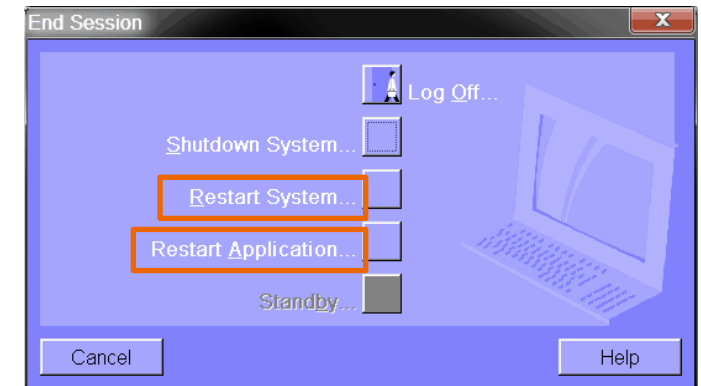 End Session
Log Off...
Shutdown System...
Restart System...
Restart Application...
Standby...
Cancel
Help